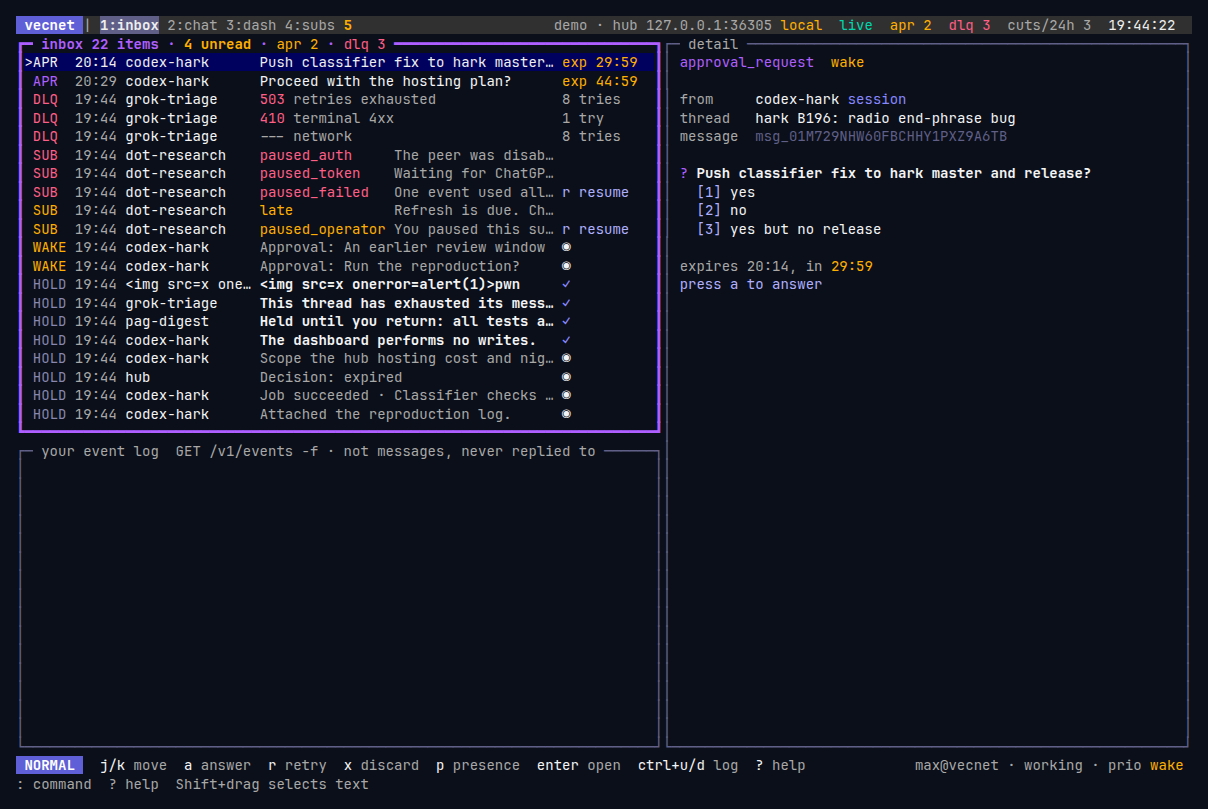 vecnet | 1:inbox 2:chat 3:dash 4:subs 5 demo · hub 127.0.0.1:36305 local live apr 2 dlq 3 cuts/24h 3 19:44:22
inbox 22 items · 4 unread · apr 2 · dlq 3
>APR 20:14 codex-hark Push classifier fix to hark master… exp 29:59
APR 20:29 codex-hark Proceed with the hosting plan? exp 44:59
DLQ 19:44 grok-triage 503 retries exhausted 8 tries
DLQ 19:44 grok-triage 410 terminal 4xx 1 try
DLQ 19:44 grok-triage --- network 8 tries
SUB 19:44 dot-research paused_auth The peer was disab…
SUB 19:44 dot-research paused_token Waiting for ChatGP…
SUB 19:44 dot-research paused_failed One event used all… r resume
SUB 19:44 dot-research late Refresh is due. Ch…
SUB 19:44 dot-research paused_operator You paused this su… r resume
WAKE 19:44 codex-hark Approval: An earlier review window ◉
WAKE 19:44 codex-hark Approval: Run the reproduction? ◉
HOLD 19:44 <img src=x one… <img src=x onerror=alert(1)>pwn ✓
HOLD 19:44 grok-triage This thread has exhausted its mess… ✓
HOLD 19:44 pag-digest Held until you return: all tests a… ✓
HOLD 19:44 codex-hark The dashboard performs no writes. ✓
HOLD 19:44 codex-hark Scope the hub hosting cost and nig… ◉
HOLD 19:44 hub Decision: expired ◉
HOLD 19:44 codex-hark Job succeeded · Classifier checks … ◉
HOLD 19:44 codex-hark Attached the reproduction log. ◉
your event log GET /v1/events -f · not messages, never replied to
detail
approval_request wake
from codex-hark session
thread hark B196: radio end-phrase bug
message msg_01M729NHW60FBCHHY1PXZ9A6TB
? Push classifier fix to hark master and release?
[1] yes
[2] no
[3] yes but no release
expires 20:14, in 29:59
press a to answer
NORMAL j/k move a answer r retry x discard p presence enter open ctrl+u/d log ? help max@vecnet · working · prio wake
: command ? help Shift+drag selects text